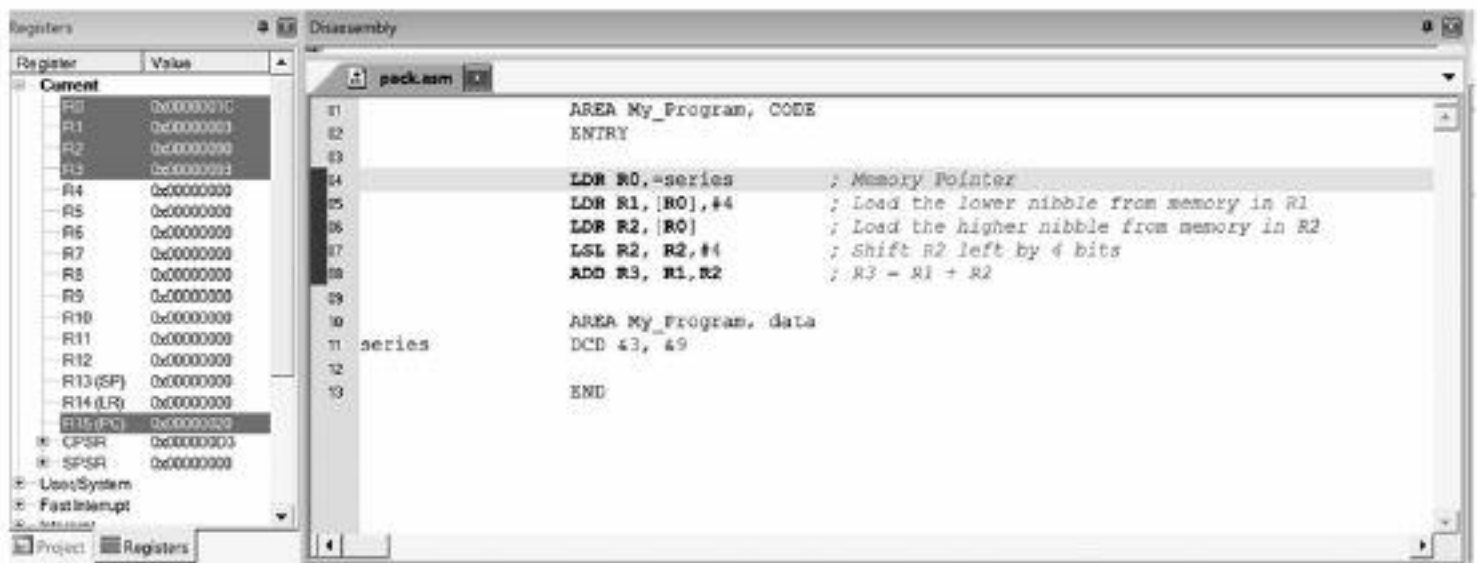 Registers
Register Value
Current
R0 0x0000001C
R1 0x00000003
R2 0x00000090
R3 0x00000093
R4 0x00000000
R5 0x00000000
R6 0x00000000
R7 0x00000000
R8 0x00000000
R9 0x00000000
R10 0x00000000
R11 0x00000000
R12 0x00000000
R13 (SP) 0x00000000
R14 (LR) 0x00000000
R15 (PC) 0x00000020
CPSR 0x000000D3
SPSR 0x00000000
User/System
Fast Interrupt
Project Registers
Disassembly
pack.asm
01 AREA My_Program, CODE
02 ENTRY
03
04 LDR R0,=series ; Memory Pointer
05 LDR R1,[R0],#4 ; Load the lower nibble from memory in R1
06 LDR R2,[R0] ; Load the higher nibble from memory in R2
07 LSL R2, R2,#4 ; Shift R2 left by 4 bits
08 ADD R3, R1,R2 ; R3 = R1 + R2
09
10 AREA My_Program, data
11 series DCD &3, &9
12
13 END